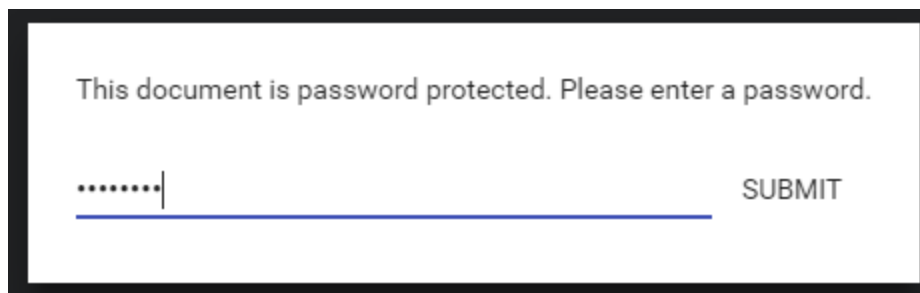 This document is password protected. Please enter a password.
•••••••• SUBMIT